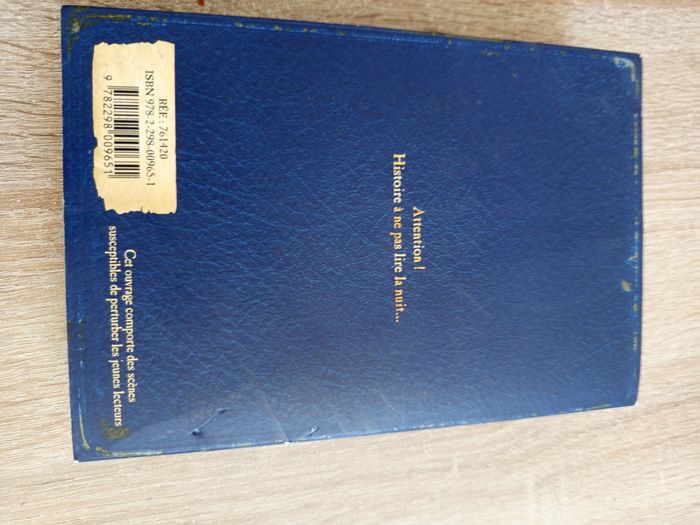 Attention !
Histoire à ne pas lire la nuit...
RÉF. : 761420
ISBN 978-2-298-00965-1
9 782298 009651
Cet ouvrage comporte des scènes
susceptibles de perturber les jeunes lecteurs